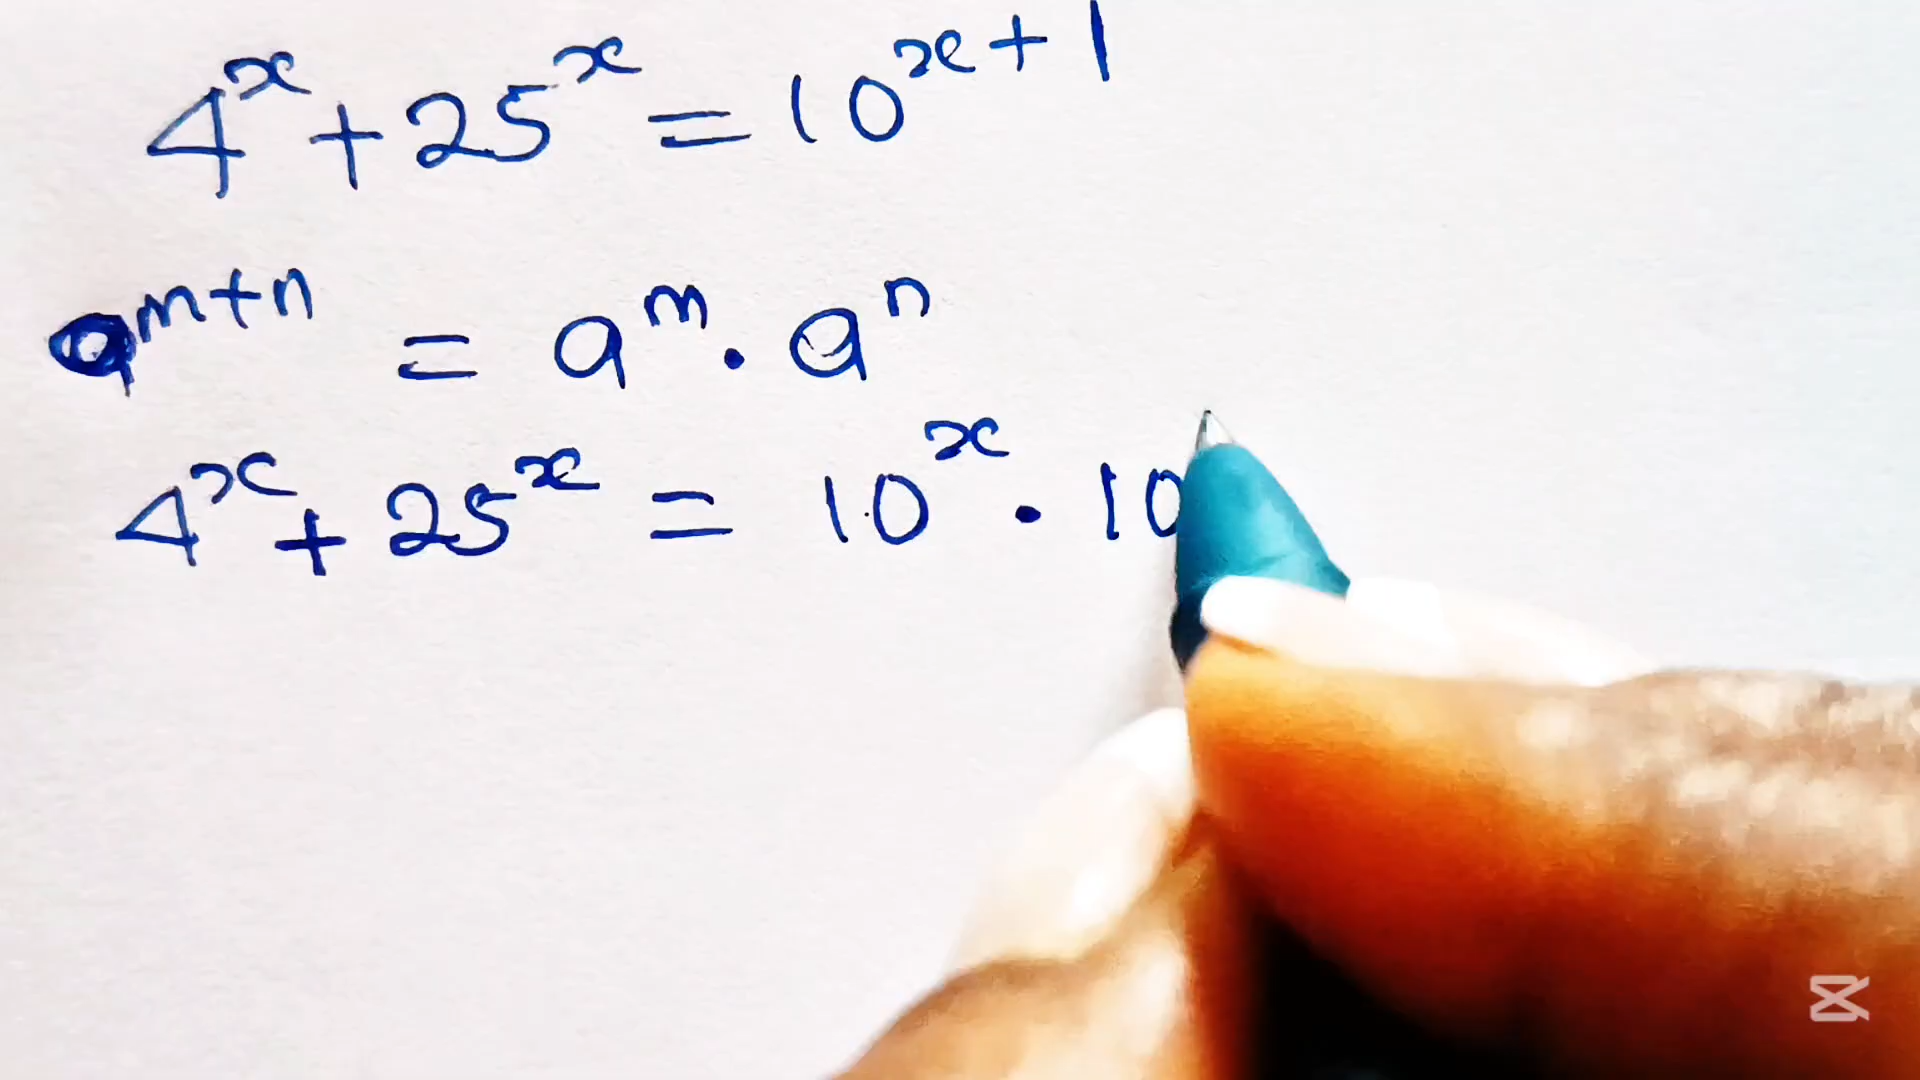 4^x + 25^x = 10^{x+1}
a^{m+n} = a^m · a^n
4^x + 25^x = 10^x · 10